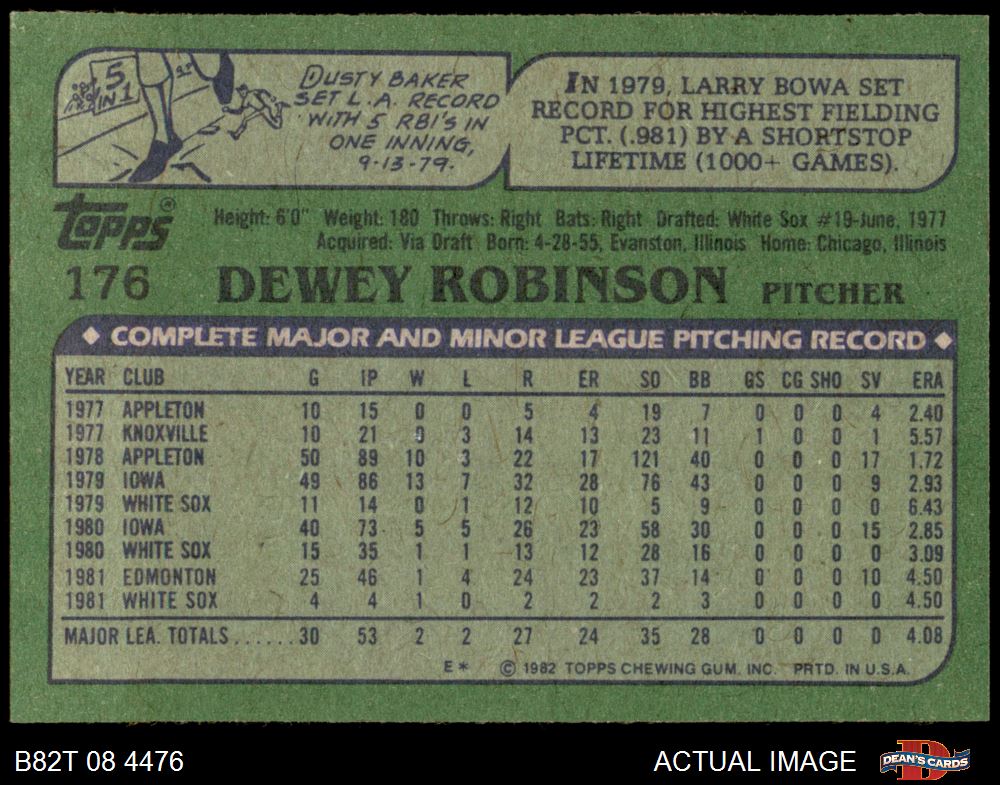 5
IN 1
DUSTY BAKER
SET L.A. RECORD
WITH 5 RBI'S IN
ONE INNING,
9-13-79.
IN 1979, LARRY BOWA SET
RECORD FOR HIGHEST FIELDING
PCT. (.981) BY A SHORTSTOP
LIFETIME (1000+ GAMES).
topps®
Height: 6'0" Weight: 180 Throws: Right Bats: Right Drafted: White Sox #19-June, 1977
Acquired: Via Draft Born: 4-28-55, Evanston, Illinois Home: Chicago, Illinois
176 DEWEY ROBINSON PITCHER
◆ COMPLETE MAJOR AND MINOR LEAGUE PITCHING RECORD ◆
YEAR CLUB G IP W L R ER SO BB GS CG SHO SV ERA
1977 APPLETON 10 15 0 0 5 4 19 7 0 0 0 4 2.40
1977 KNOXVILLE 10 21 0 3 14 13 23 11 1 0 0 1 5.57
1978 APPLETON 50 89 10 3 22 17 121 40 0 0 0 17 1.72
1979 IOWA 49 86 13 7 32 28 76 43 0 0 0 9 2.93
1979 WHITE SOX 11 14 0 1 12 10 5 9 0 0 0 0 6.43
1980 IOWA 40 73 5 5 26 23 58 30 0 0 0 15 2.85
1980 WHITE SOX 15 35 1 1 13 12 28 16 0 0 0 0 3.09
1981 EDMONTON 25 46 1 4 24 23 37 14 0 0 0 10 4.50
1981 WHITE SOX 4 4 1 0 2 2 2 3 0 0 0 0 4.50
MAJOR LEA. TOTALS......30 53 2 2 27 24 35 28 0 0 0 0 4.08
E* © 1982 TOPPS CHEWING GUM, INC. PRTD. IN U.S.A.
B82T 08 4476 ACTUAL IMAGE D DEAN'S CARDS